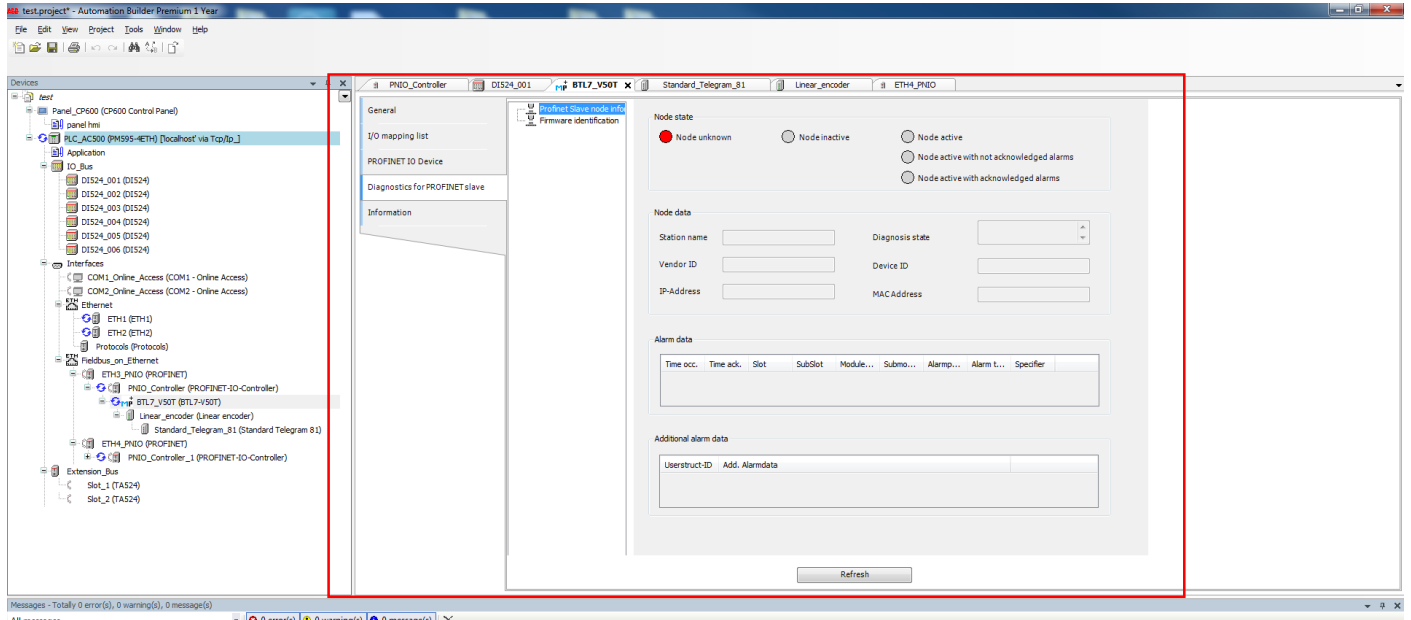 test.project* - Automation Builder Premium 1 Year
File Edit View Project Tools Window Help
Devices
test
Panel_CP600 (CP600 Control Panel)
panel hmi
PLC_AC500 (PM595-4ETH) [localhost' via Tcp/Ip_]
Application
IO_Bus
DI524_001 (DI524)
DI524_002 (DI524)
DI524_003 (DI524)
DI524_004 (DI524)
DI524_005 (DI524)
DI524_006 (DI524)
Interfaces
COM1_Online_Access (COM1 - Online Access)
COM2_Online_Access (COM2 - Online Access)
Ethernet
ETH1 (ETH1)
ETH2 (ETH2)
Protocols (Protocols)
Fieldbus_on_Ethernet
ETH3_PNIO (PROFINET)
PNIO_Controller (PROFINET-IO-Controller)
BTL7_V50T (BTL7-V50T)
Linear_encoder (Linear encoder)
Standard_Telegram_81 (Standard Telegram 81)
ETH4_PNIO (PROFINET)
PNIO_Controller_1 (PROFINET-IO-Controller)
Extension_Bus
Slot_1 (TA524)
Slot_2 (TA524)
PNIO_Controller DI524_001 BTL7_V50T Standard_Telegram_81 Linear_encoder ETH4_PNIO
General
I/O mapping list
PROFINET IO Device
Diagnostics for PROFINET slave
Information
Profinet Slave node infor
Firmware identification
Node state
Node unknown Node inactive Node active
Node active with not acknowledged alarms
Node active with acknowledged alarms
Node data
Station name Diagnosis state
Vendor ID Device ID
IP-Address MAC Address
Alarm data
Time occ. Time ack. Slot SubSlot Module... Submo... Alarmp... Alarm t... Specifier
Additional alarm data
Userstruct-ID Add. Alarmdata
Refresh
Messages - Totally 0 error(s), 0 warning(s), 0 message(s)
All messages 0 error(s) 0 warning(s) 0 message(s)